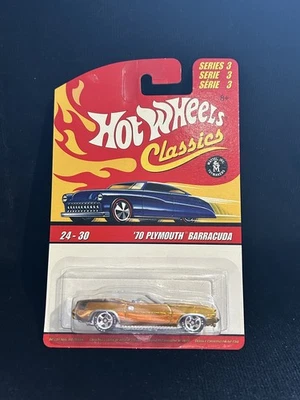 SERIES 3
SERIE 3
SÉRIE 3
Hot Wheels
Classics
24-30
'70 PLYMOUTH BARRACUDA